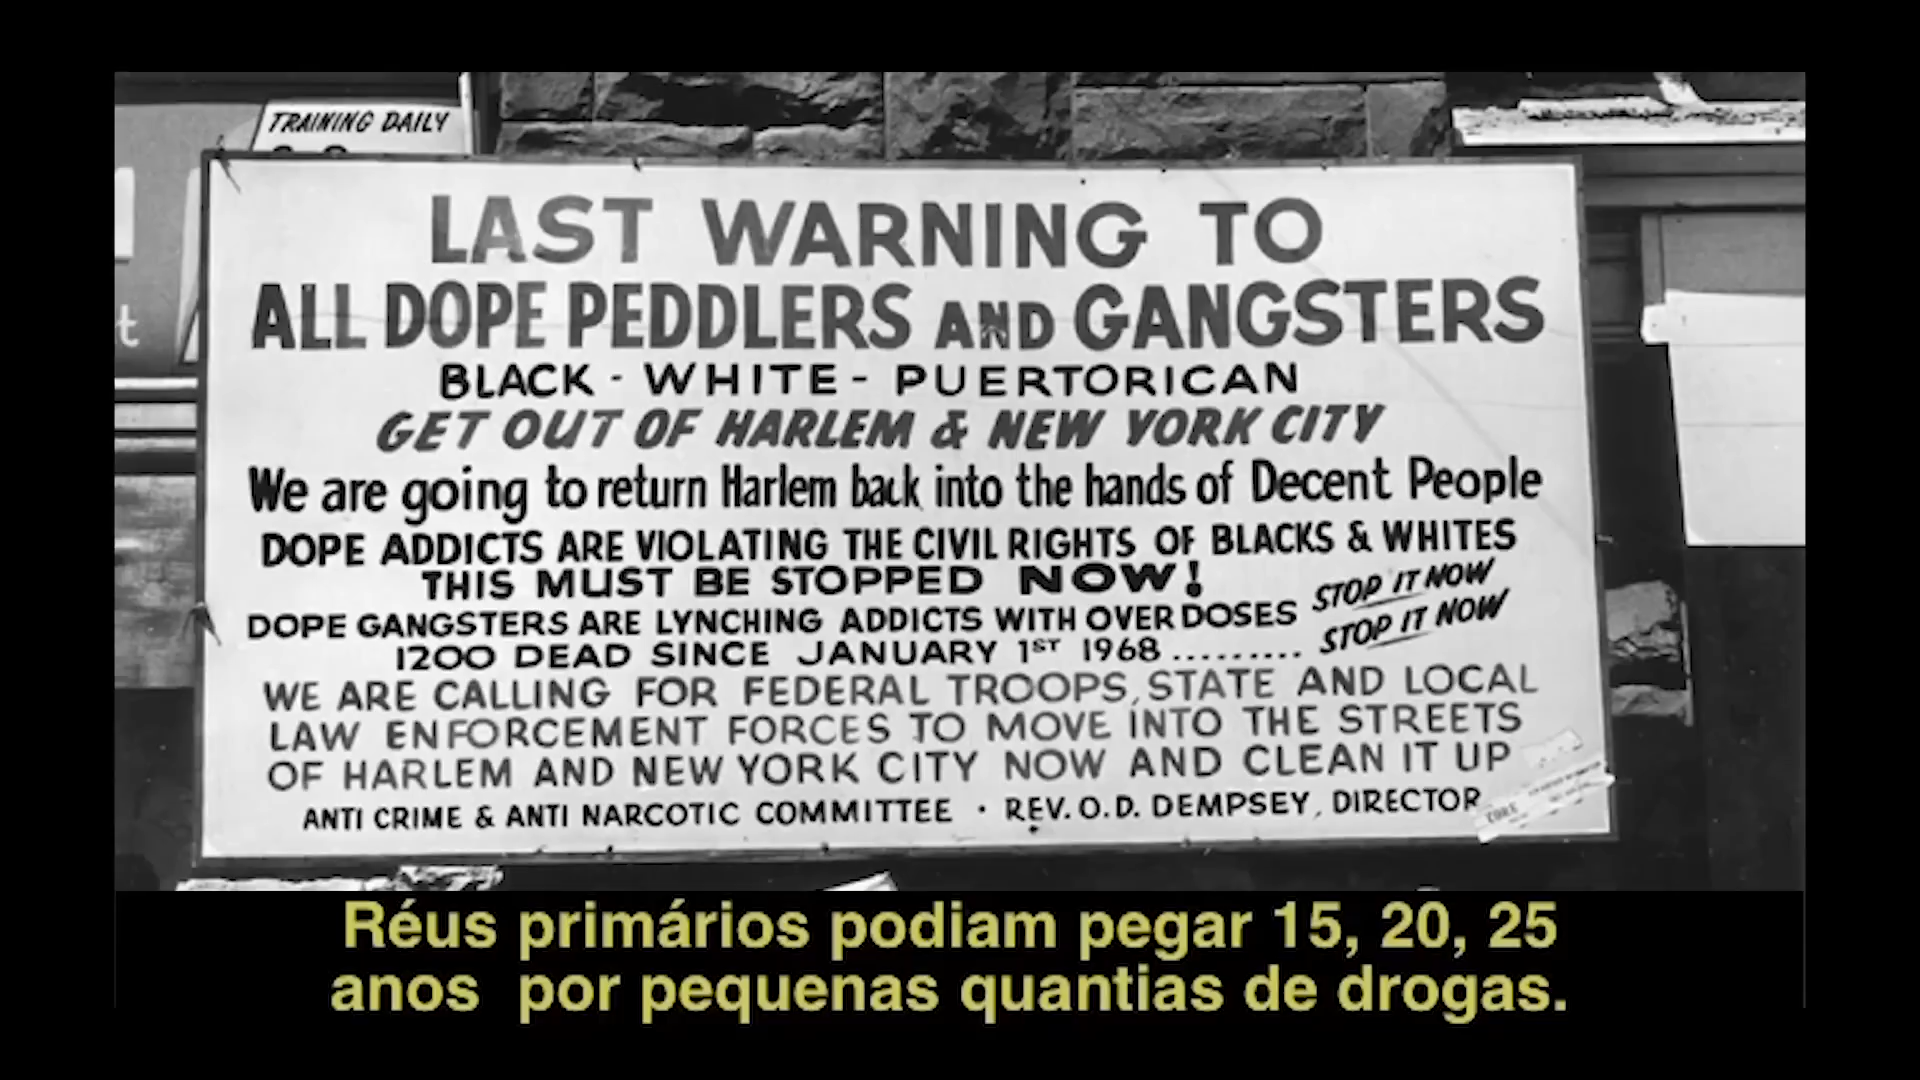 TRAINING DAILY
t
LAST WARNING TO
ALL DOPE PEDDLERS AND GANGSTERS
BLACK - WHITE - PUERTORICAN
GET OUT OF HARLEM & NEW YORK CITY
We are going to return Harlem back into the hands of Decent People
DOPE ADDICTS ARE VIOLATING THE CIVIL RIGHTS OF BLACKS & WHITES
THIS MUST BE STOPPED NOW!
DOPE GANGSTERS ARE LYNCHING ADDICTS WITH OVER DOSES STOP IT NOW
1200 DEAD SINCE JANUARY 1ST 1968......... STOP IT NOW
WE ARE CALLING FOR FEDERAL TROOPS, STATE AND LOCAL
LAW ENFORCEMENT FORCES TO MOVE INTO THE STREETS
OF HARLEM AND NEW YORK CITY NOW AND CLEAN IT UP
ANTI CRIME & ANTI NARCOTIC COMMITTEE · REV. O.D. DEMPSEY, DIRECTOR
CORE
Réus primários podiam pegar 15, 20, 25
anos por pequenas quantias de drogas.